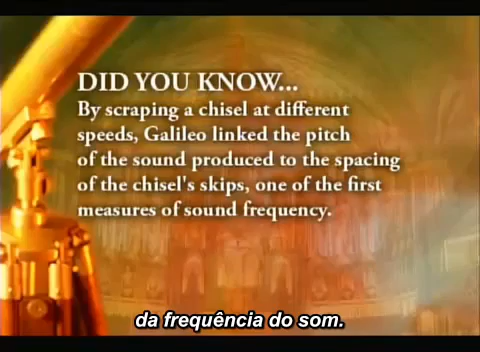 DID YOU KNOW...
By scraping a chisel at different
speeds, Galileo linked the pitch
of the sound produced to the spacing
of the chisel's skips, one of the first
measures of sound frequency.
da frequência do som.